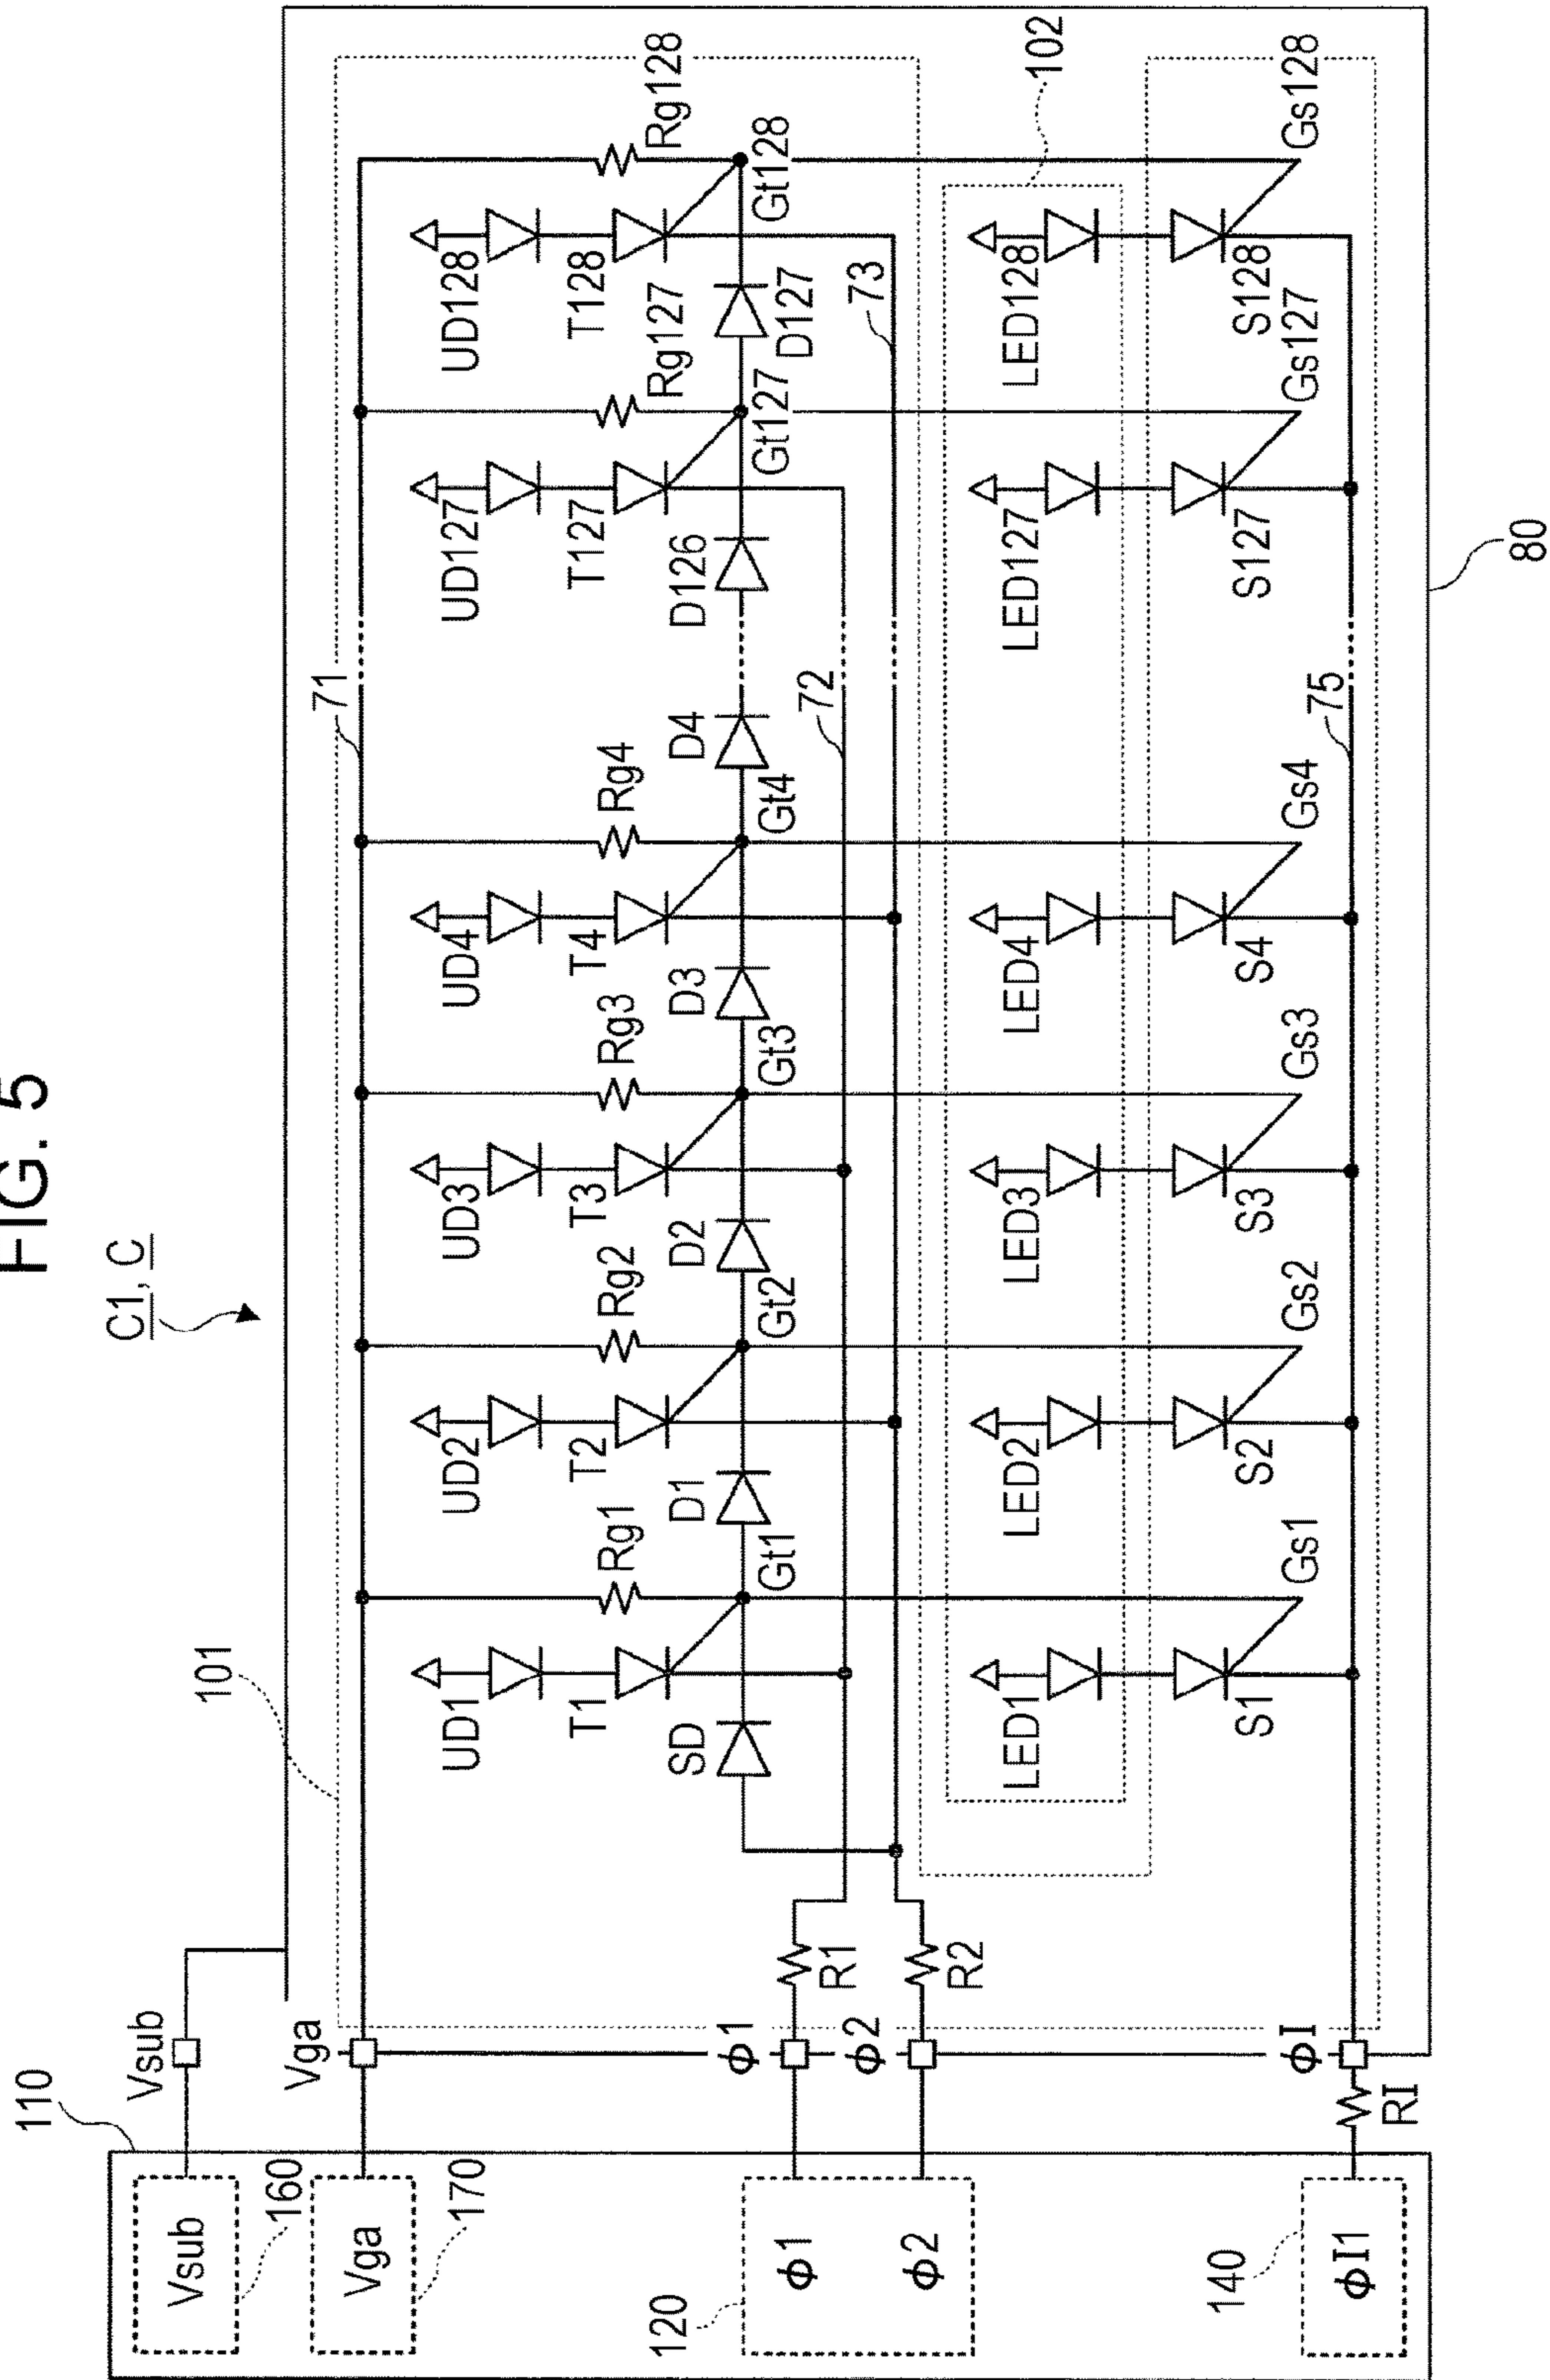 FIG. 5
C1, C
110
Vsub
Vsub
160
Vga
Vga
170
101
71
UD1
UD2
UD3
UD4
UD127
UD128
T1
Rg1
T2
Rg2
T3
Rg3
T4
Rg4
T127
Rg127
T128
Rg128
SD
D1
D2
D3
D4
D126
D127
Gt1
Gt2
Gt3
Gt4
Gt127
Gt128
120
φ1
φ1
R1
72
φ2
φ2
R2
73
102
LED1
LED2
LED3
LED4
LED127
LED128
S1
S2
S3
S4
S127
S128
Gs1
Gs2
Gs3
Gs4
Gs127
Gs128
140
φI1
φI
RI
75
80